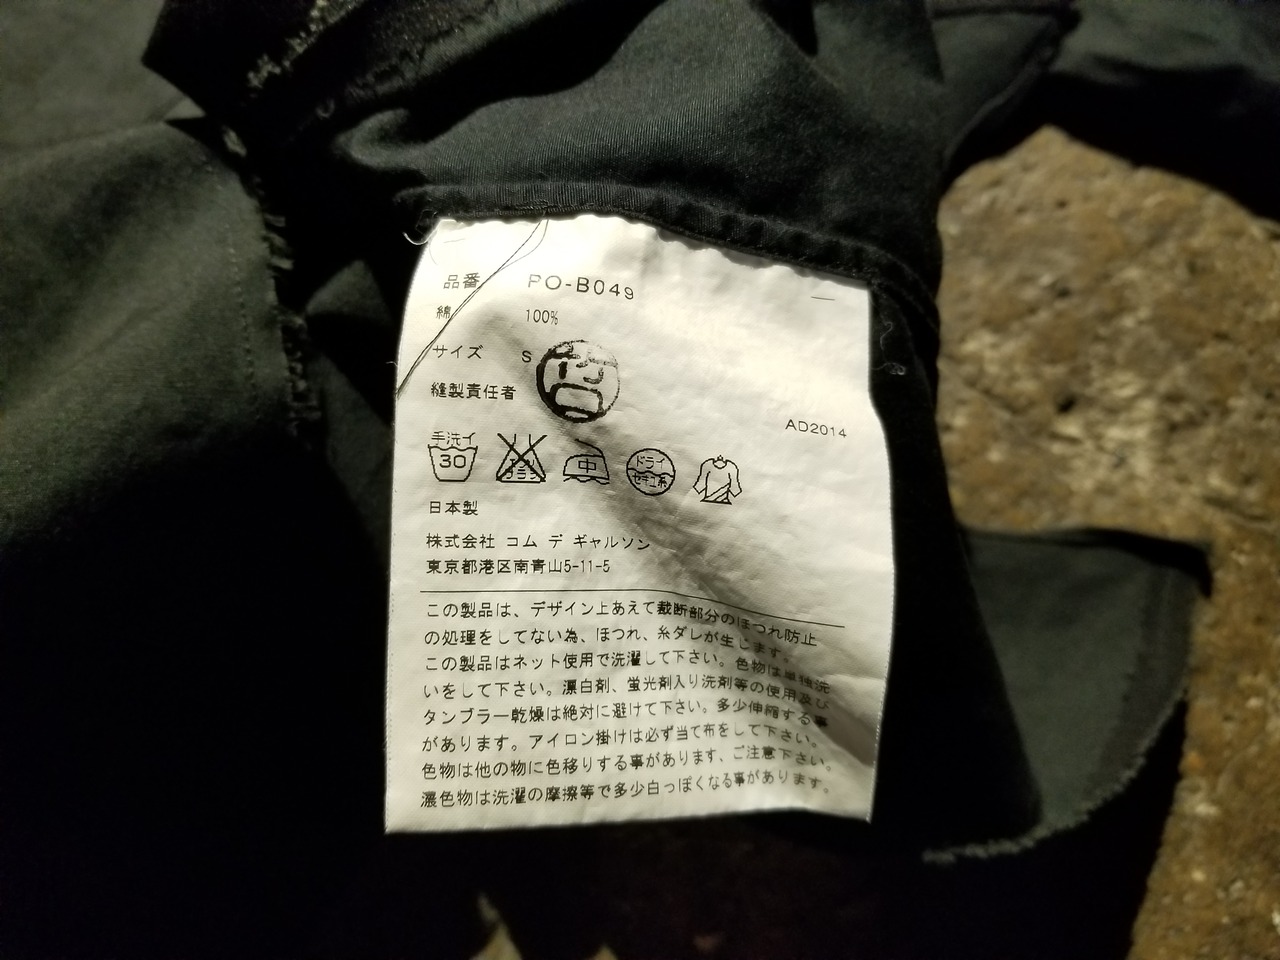 品番 PO-B049
綿 100%
サイズ S
縫製責任者
AD2014
手洗イ
30
エンソ
サラシ
中
ドライ
セキユ系
日本製
株式会社 コム デ ギャルソン
東京都港区南青山5-11-5
この製品は、デザイン上あえて裁断部分のほつれ防止
の処理をしてない為、ほつれ、糸ダレが生じます。
この製品はネット使用で洗濯して下さい。色物は単独洗
いをして下さい。漂白剤、蛍光剤入り洗剤等の使用及び
タンブラー乾燥は絶対に避けて下さい。多少伸縮する事
があります。アイロン掛けは必ず当て布をして下さい。
色物は他の物に色移りする事があります、ご注意下さい。
濃色物は洗濯の摩擦等で多少白っぽくなる事があります。